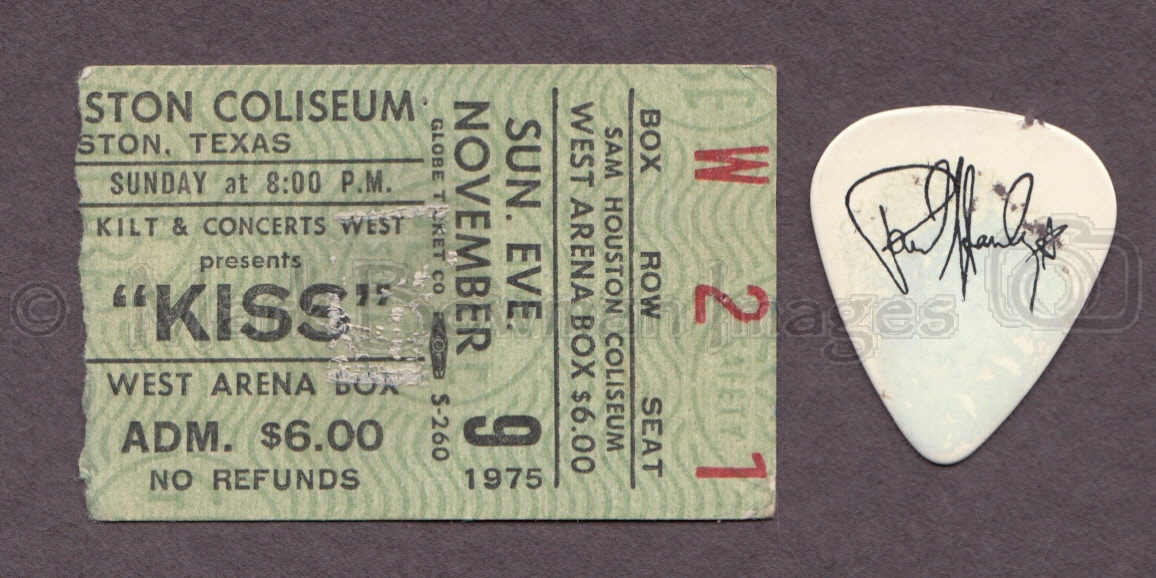 STON COLISEUM
STON, TEXAS
SUNDAY at 8:00 P.M.
KILT & CONCERTS WEST
presents
"KISS"
WEST ARENA BOX
ADM. $6.00
NO REFUNDS
GLOBE TICKET CO. S-260
SUN. EVE.
NOVEMBER
9
1975
BOX ROW SEAT
SAM HOUSTON COLISEUM
WEST ARENA BOX $6.00
W 2 1
Paul Stanley